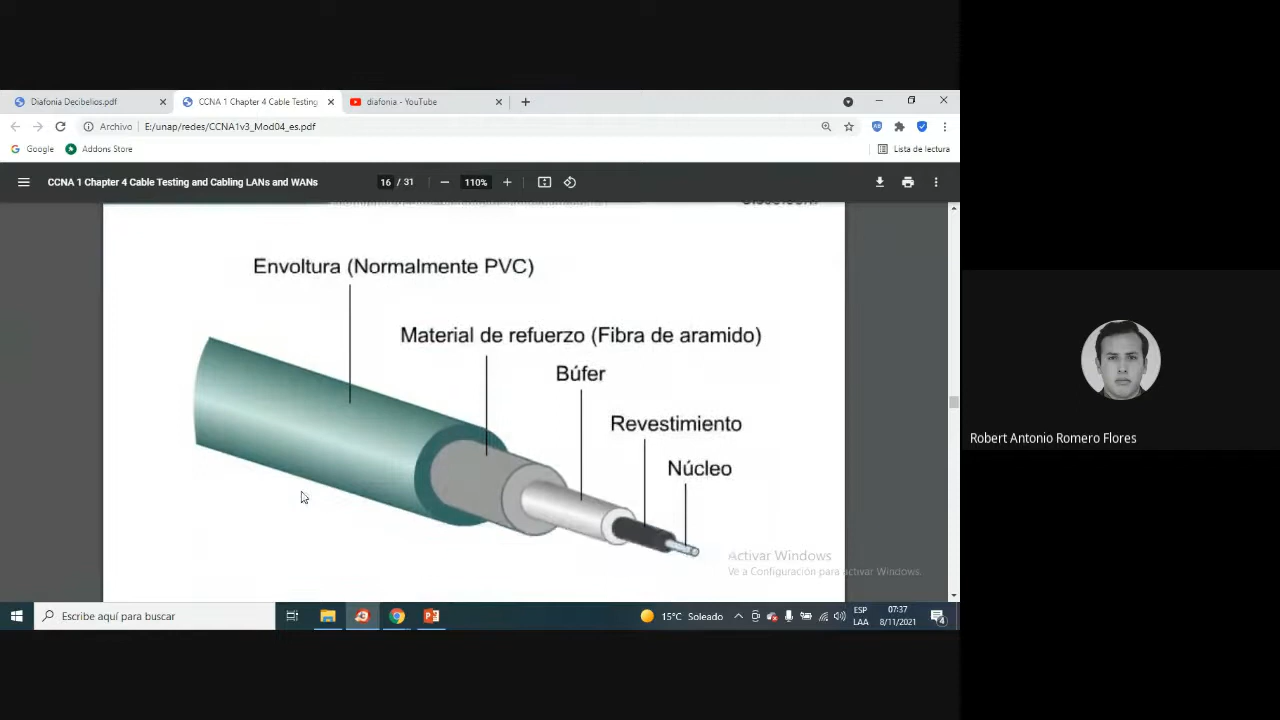 Diafonia Decibelios.pdf
CCNA 1 Chapter 4 Cable Testing
diafonia - YouTube
Archivo
E:/unap/redes/CCNA1v3_Mod04_es.pdf
Google
Addons Store
Lista de lectura
CCNA 1 Chapter 4 Cable Testing and Cabling LANs and WANs
16 / 31
110%
Envoltura (Normalmente PVC)
Material de refuerzo (Fibra de aramido)
Búfer
Revestimiento
Núcleo
Activar Windows
Ve a Configuración para activar Windows.
Robert Antonio Romero Flores
Escribe aquí para buscar
15°C Soleado
ESP
LAA
07:37
8/11/2021
4